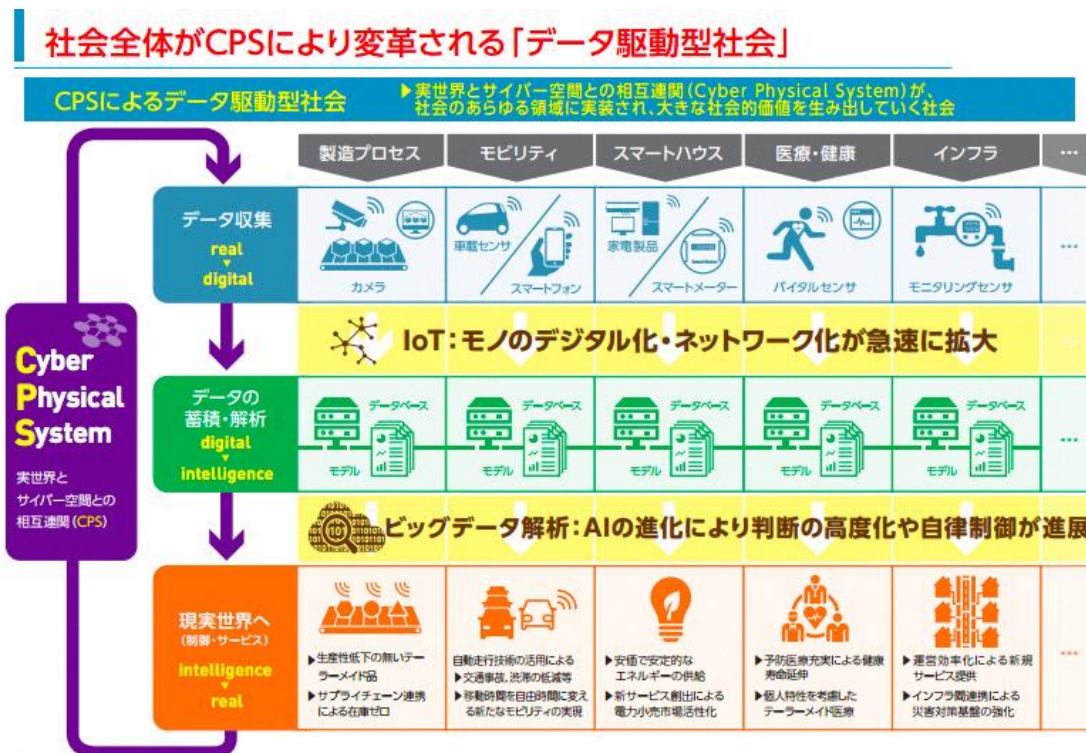 社会全体がCPSにより変革される「データ駆動型社会」
CPSによるデータ駆動型社会
▶実世界とサイバー空間との相互連関(Cyber Physical System)が、
社会のあらゆる領域に実装され、大きな社会的価値を生み出していく社会
製造プロセス
モビリティ
スマートハウス
医療・健康
インフラ
…
データ収集
real
▼
digital
カメラ
車載センサ
スマートフォン
家電製品
スマートメーター
バイタルセンサ
モニタリングセンサ
…
IoT:モノのデジタル化・ネットワーク化が急速に拡大
…
Cyber
Physical
System
実世界と
サイバー空間との
相互連関(CPS)
データの
蓄積・解析
digital
▼
intelligence
データベース
モデル
データベース
モデル
データベース
モデル
データベース
モデル
データベース
モデル
…
ビッグデータ解析:AIの進化により判断の高度化や自律制御が進展
現実世界へ
(制御・サービス)
intelligence
▼
real
▶生産性低下の無いテー
ラーメイド品
▶サプライチェーン連携
による在庫ゼロ
自動走行技術の活用による
▶交通事故、渋滞の低減等
▶移動時間を自由時間に変え
る新たなモビリティの実現
▶安価で安定的な
エネルギーの供給
▶新サービス創出による
電力小売市場活性化
▶予防医療充実による健康
寿命延伸
▶個人特性を考慮した
テーラーメイド医療
▶運営効率化による新規
サービス提供
▶インフラ間連携による
災害対策基盤の強化
…